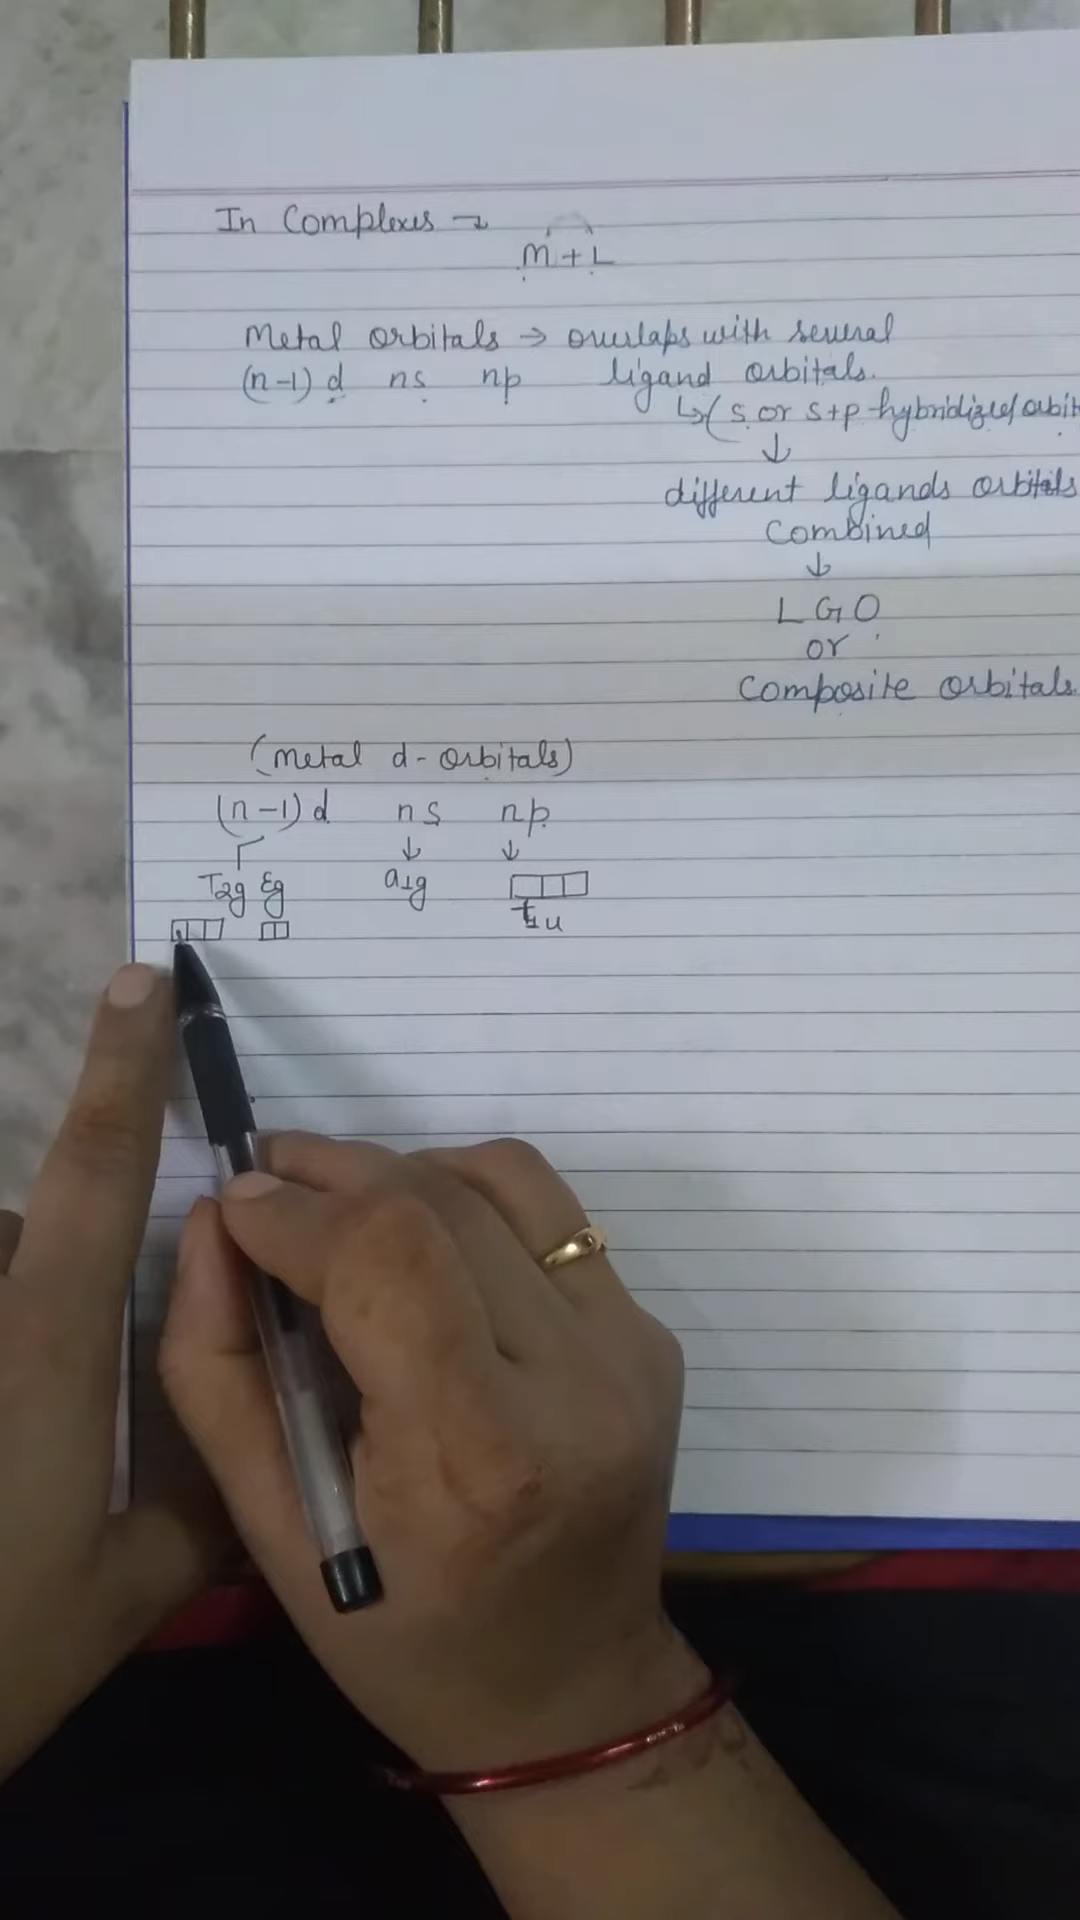 In Complexes →
M + L
Metal orbitals → overlaps with several
(n-1) d ns np ligand orbitals.
↳ ( s or s+p hybridized orbit
↓
different ligands orbitals
Combined
↓
LGO
or
Composite orbitals.
(Metal d-orbitals)
(n-1) d ns np
↓ ↓
T2g Eg a1g
t1u